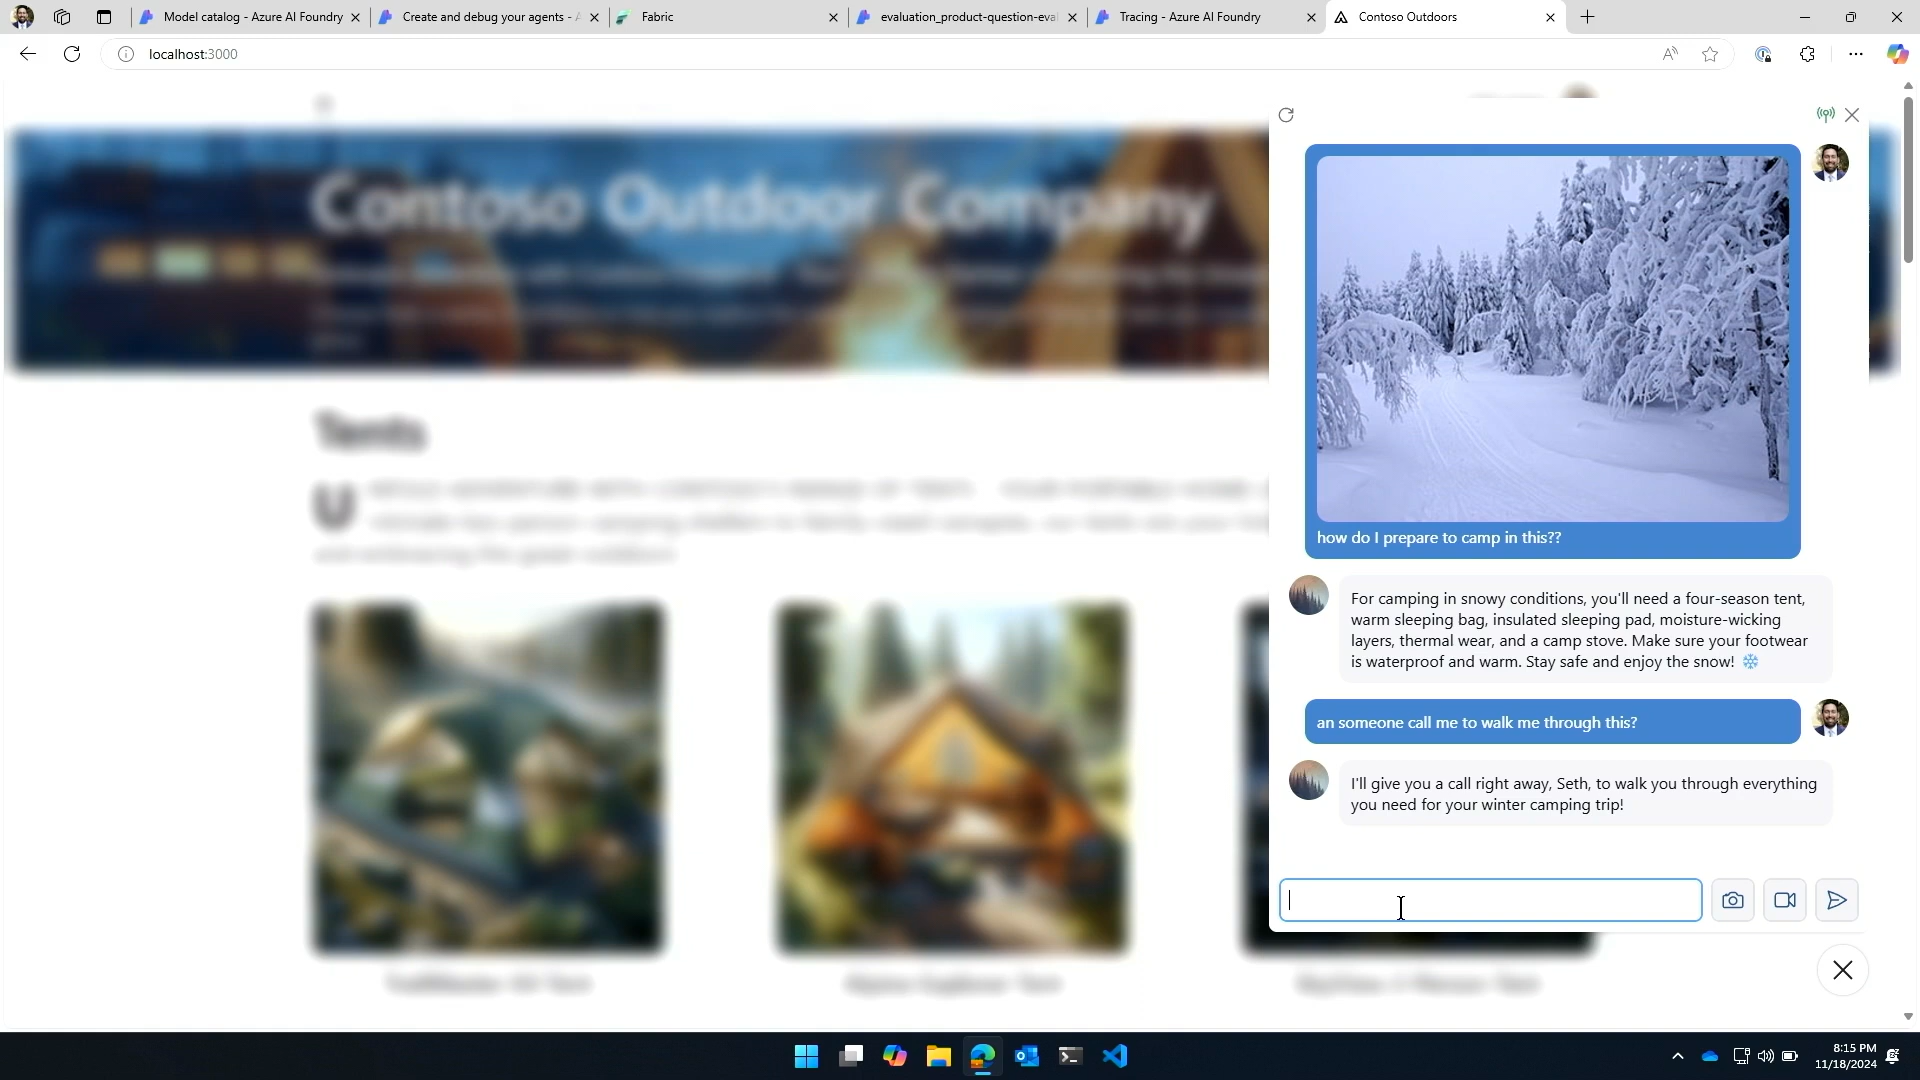 Model catalog - Azure AI Foundry
Create and debug your agents - A
Fabric
evaluation_product-question-eval
Tracing - Azure AI Foundry
Contoso Outdoors
localhost:3000
Contoso Outdoor Company
Tents
how do I prepare to camp in this??
For camping in snowy conditions, you'll need a four-season tent,
warm sleeping bag, insulated sleeping pad, moisture-wicking
layers, thermal wear, and a camp stove. Make sure your footwear
is waterproof and warm. Stay safe and enjoy the snow! ❄️
an someone call me to walk me through this?
I'll give you a call right away, Seth, to walk you through everything
you need for your winter camping trip!
8:15 PM
11/18/2024